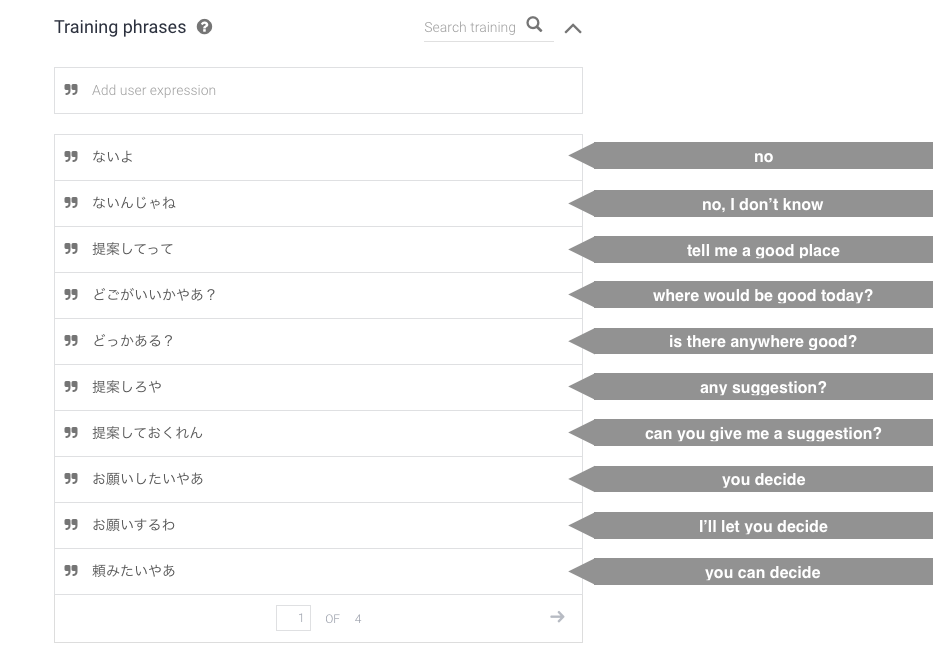 Training phrases
Search training
Add user expression
ないよ no
ないんじゃね no, I don't know
提案してって tell me a good place
どごがいいかやあ？ where would be good today?
どっかある？ is there anywhere good?
提案しろや any suggestion?
提案しておくれん can you give me a suggestion?
お願いしたいやあ you decide
お願いするわ I'll let you decide
頼みたいやあ you can decide
1 OF 4